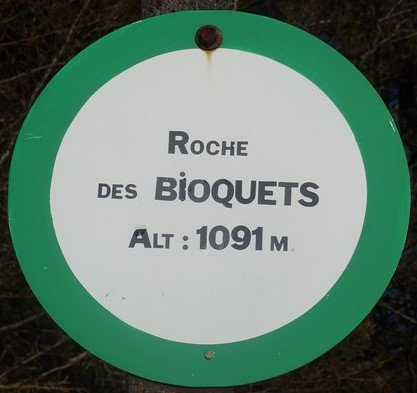 Roche
des BiOQUETS
Alt : 1091 m